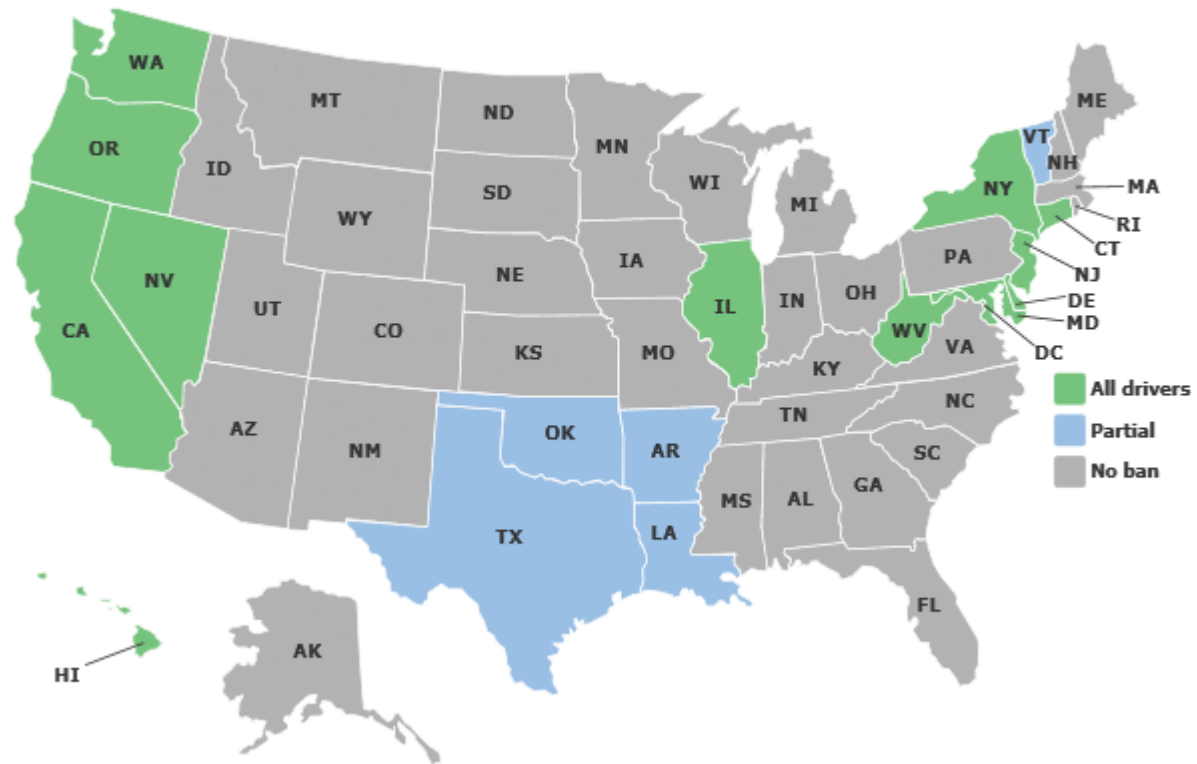 WA
MT
ND
MN
ME
VT
OR
ID
SD
WI
MI
NH
NY
MA
WY
RI
CT
NV
NE
IA
PA
NJ
UT
IL
IN
OH
DE
CA
CO
MD
KS
MO
WV
VA
DC
KY
All drivers
AZ
NM
OK
AR
TN
NC
Partial
SC
No ban
TX
LA
MS
AL
GA
FL
AK
HI